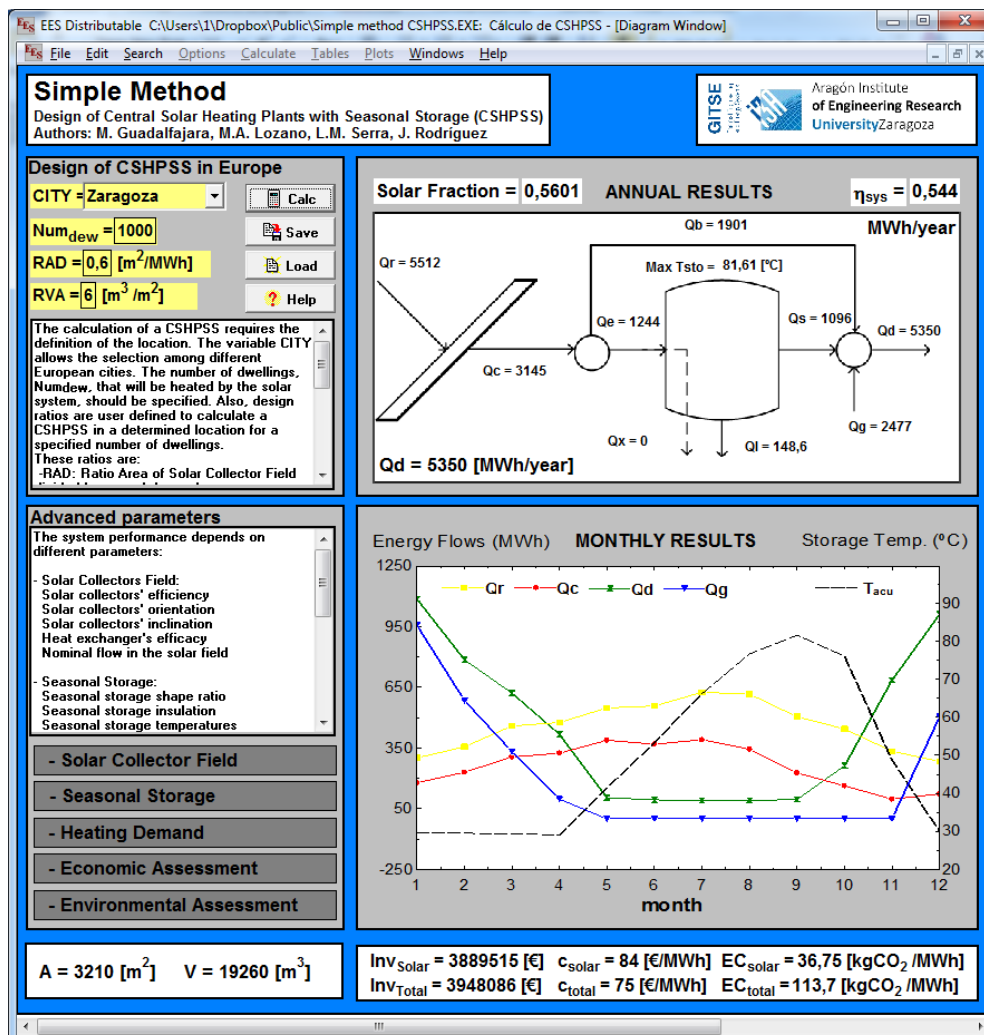 EES Distributable C:\Users\1\Dropbox\Public\Simple method CSHPSS.EXE: Cálculo de CSHPSS - [Diagram Window]
EES File Edit Search Options Calculate Tables Plots Windows Help
Simple Method
Design of Central Solar Heating Plants with Seasonal Storage (CSHPSS)
Authors: M. Guadalfajara, M.A. Lozano, L.M. Serra, J. Rodríguez
GITSE
Aragón Institute
of Engineering Research
UniversityZaragoza
Design of CSHPSS in Europe
CITY = Zaragoza
Calc
Num_dew = 1000
Save
RAD = 0,6 [m²/MWh]
Load
RVA = 6 [m³ /m²]
Help
The calculation of a CSHPSS requires the
definition of the location. The variable CITY
allows the selection among different
European cities. The number of dwellings,
Numdew, that will be heated by the solar
system, should be specified. Also, design
ratios are user defined to calculate a
CSHPSS in a determined location for a
specified number of dwellings.
These ratios are:
-RAD: Ratio Area of Solar Collector Field
Solar Fraction = 0,5601 ANNUAL RESULTS ηsys = 0,544
Qb = 1901
MWh/year
Qr = 5512
Max Tsto = 81,61 [ºC]
Qe = 1244
Qs = 1096
Qd = 5350
Qc = 3145
Qx = 0
Ql = 148,6
Qg = 2477
Qd = 5350 [MWh/year]
Advanced parameters
The system performance depends on
different parameters:
- Solar Collectors Field:
Solar collectors' efficiency
Solar collectors' orientation
Solar collectors' inclination
Heat exchanger's efficacy
Nominal flow in the solar field
- Seasonal Storage:
Seasonal storage shape ratio
Seasonal storage insulation
Seasonal storage temperatures
- Solar Collector Field
- Seasonal Storage
- Heating Demand
- Economic Assessment
- Environmental Assessment
Energy Flows (MWh) MONTHLY RESULTS Storage Temp. (ºC)
Qr Qc Qd Qg Tacu
1250
950
650
350
50
-250
90
80
70
60
50
40
30
20
1 2 3 4 5 6 7 8 9 10 11 12
month
A = 3210 [m²] V = 19260 [m³]
InvSolar = 3889515 [€] csolar = 84 [€/MWh] ECsolar = 36,75 [kgCO₂ /MWh]
InvTotal = 3948086 [€] ctotal = 75 [€/MWh] ECtotal = 113,7 [kgCO₂ /MWh]